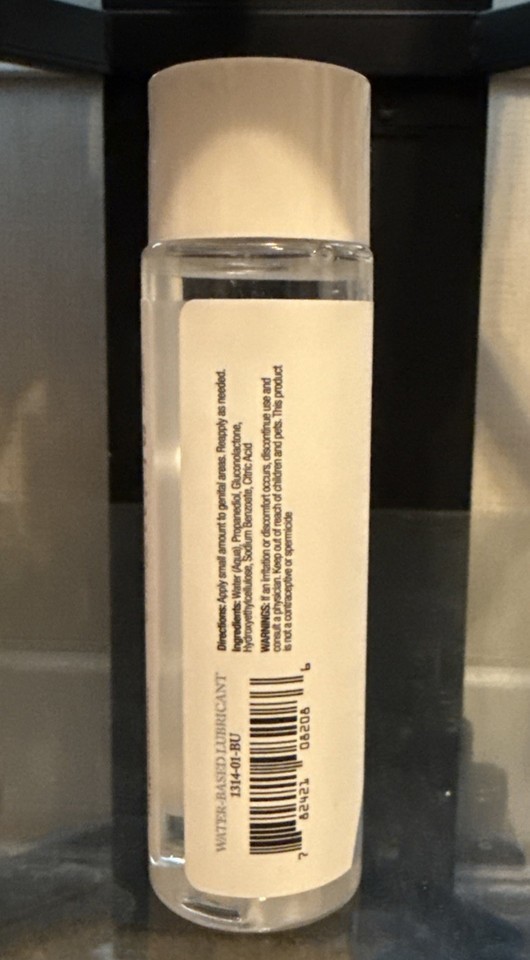 WATER-BASED LUBRICANT
1314-01-BU
7 82421 08208 6
Directions: Apply small amount to genital areas. Reapply as needed.
Ingredients: Water (Aqua), Propanediol, Gluconolactone,
Hydroxyethylcellulose, Sodium Benzoate, Citric Acid
WARNINGS: If an irritation or discomfort occurs, discontinue use and
consult a physician. Keep out of reach of children and pets. This product
is not a contraceptive or spermicide